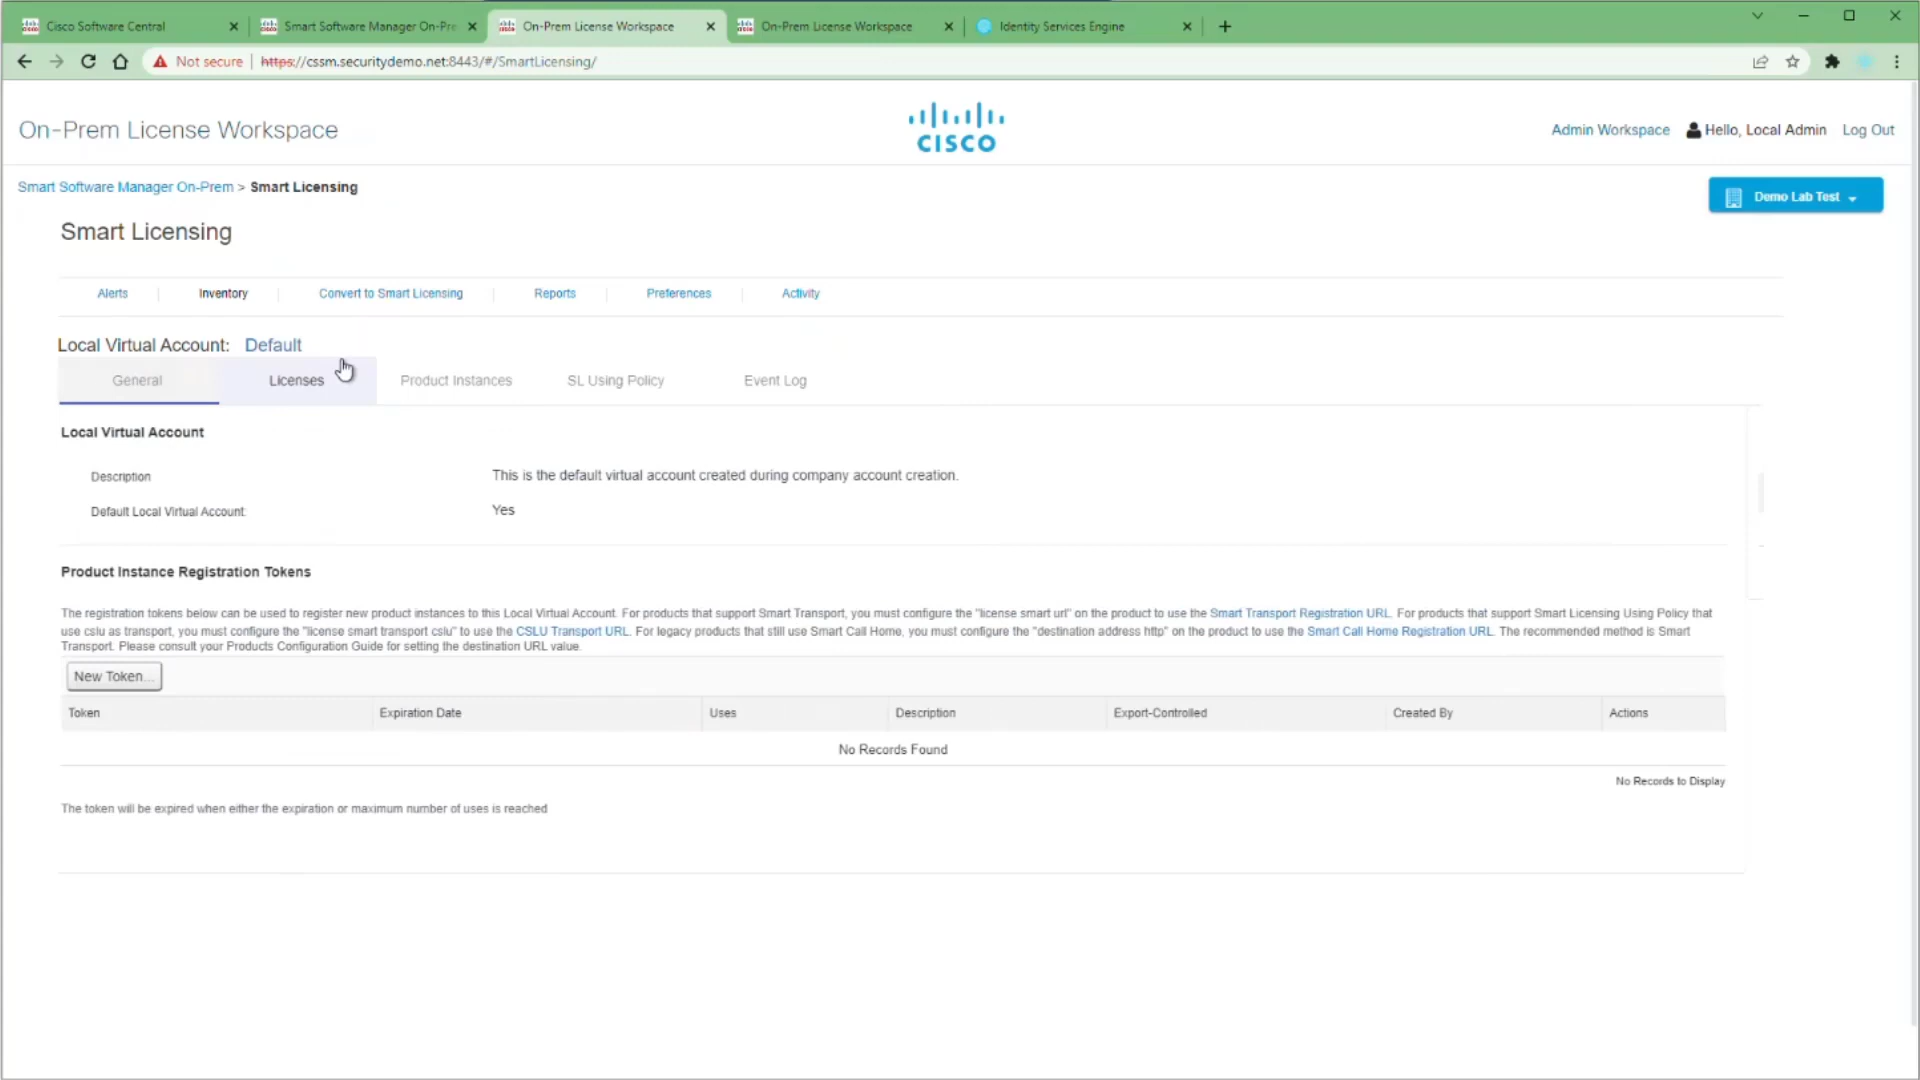 Cisco Software Central
Smart Software Manager On-Pre
On-Prem License Workspace
On-Prem License Workspace
Identity Services Engine
Not secure | https://cssm.securitydemo.net:8443/#/SmartLicensing/
On-Prem License Workspace
CISCO
Admin Workspace
Hello, Local Admin
Log Out
Smart Software Manager On-Prem > Smart Licensing
Demo Lab Test
Smart Licensing
Alerts
Inventory
Convert to Smart Licensing
Reports
Preferences
Activity
Local Virtual Account: Default
General
Licenses
Product Instances
SL Using Policy
Event Log
Local Virtual Account
Description
This is the default virtual account created during company account creation.
Default Local Virtual Account:
Yes
Product Instance Registration Tokens
The registration tokens below can be used to register new product instances to this Local Virtual Account. For products that support Smart Transport, you must configure the "license smart url" on the product to use the Smart Transport Registration URL. For products that support Smart Licensing Using Policy that
use cslu as transport, you must configure the "license smart transport cslu" to use the CSLU Transport URL. For legacy products that still use Smart Call Home, you must configure the "destination address http" on the product to use the Smart Call Home Registration URL. The recommended method is Smart
Transport. Please consult your Products Configuration Guide for setting the destination URL value.
New Token...
Token
Expiration Date
Uses
Description
Export-Controlled
Created By
Actions
No Records Found
No Records to Display
The token will be expired when either the expiration or maximum number of uses is reached